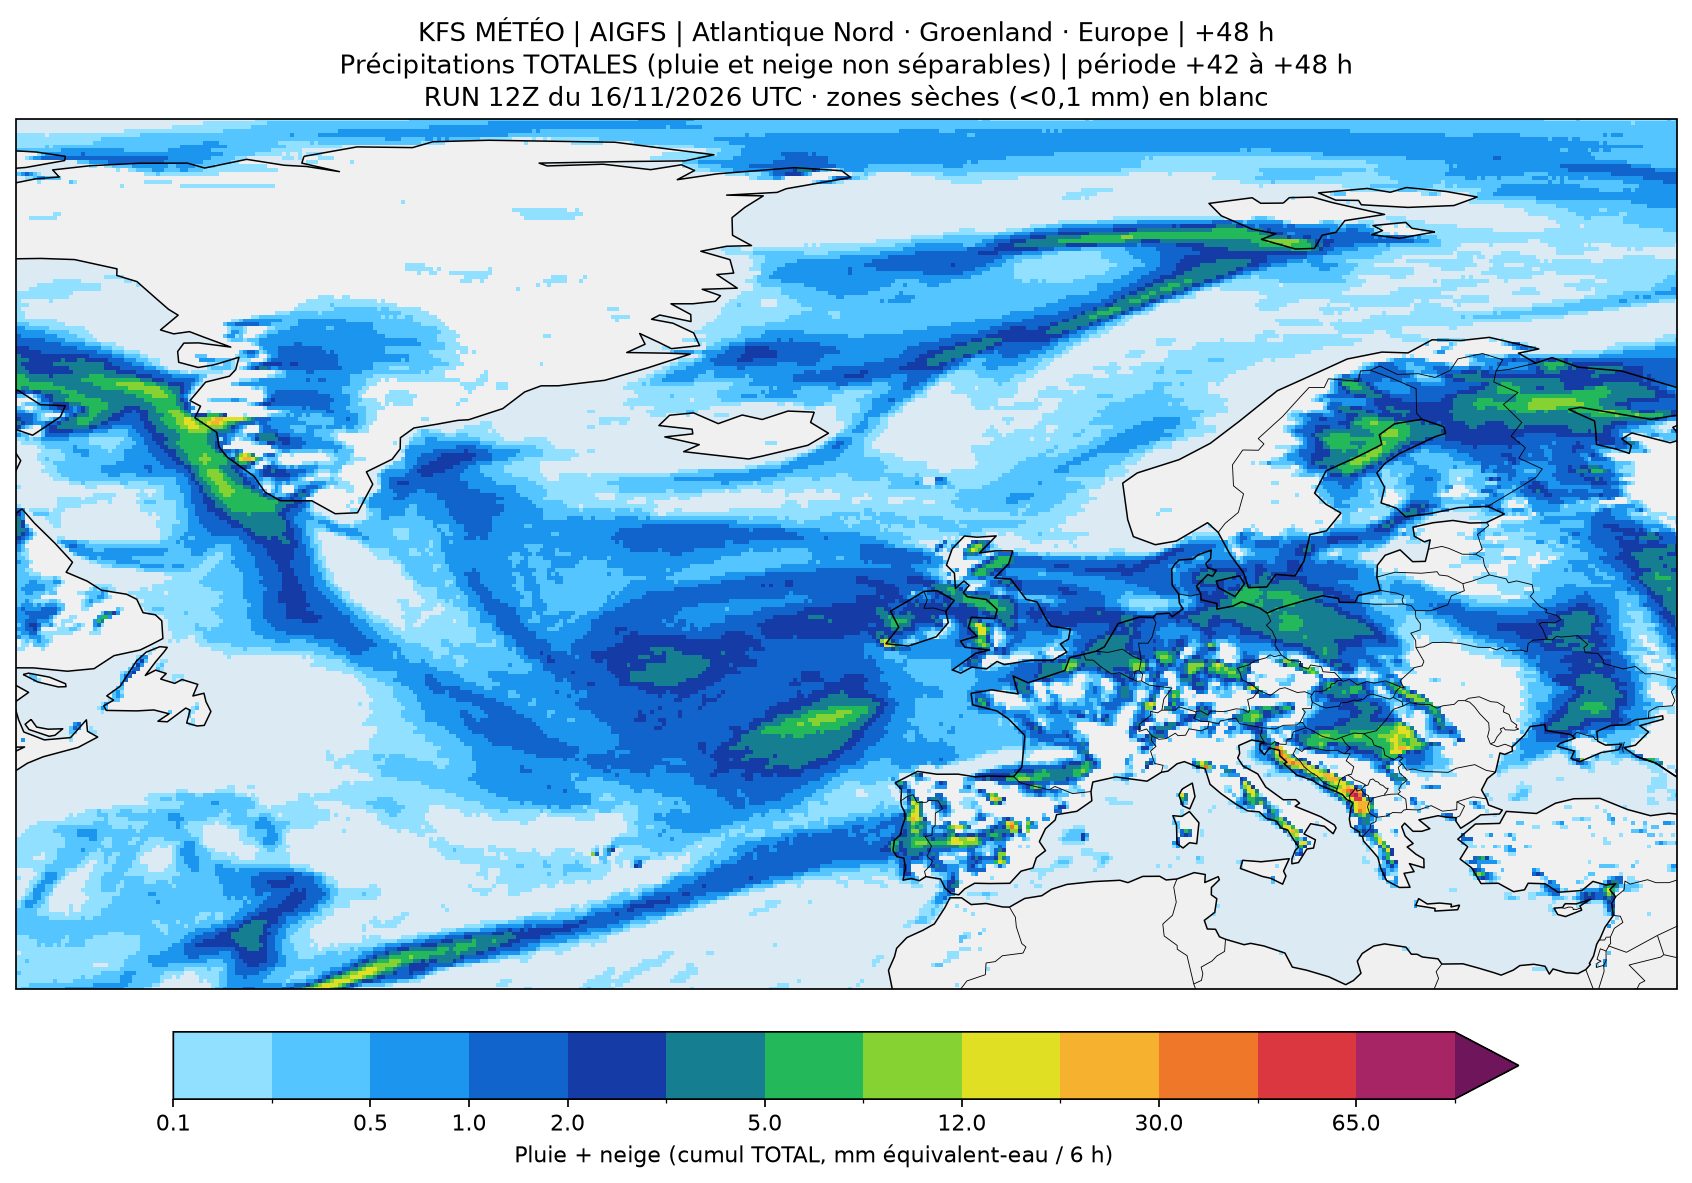 KFS MÉTÉO | AIGFS | Atlantique Nord · Groenland · Europe | +48 h
Précipitations TOTALES (pluie et neige non séparables) | période +42 à +48 h
RUN 12Z du 16/11/2026 UTC · zones sèches (<0,1 mm) en blanc
0.1 0.5 1.0 2.0 5.0 12.0 30.0 65.0
Pluie + neige (cumul TOTAL, mm équivalent-eau / 6 h)